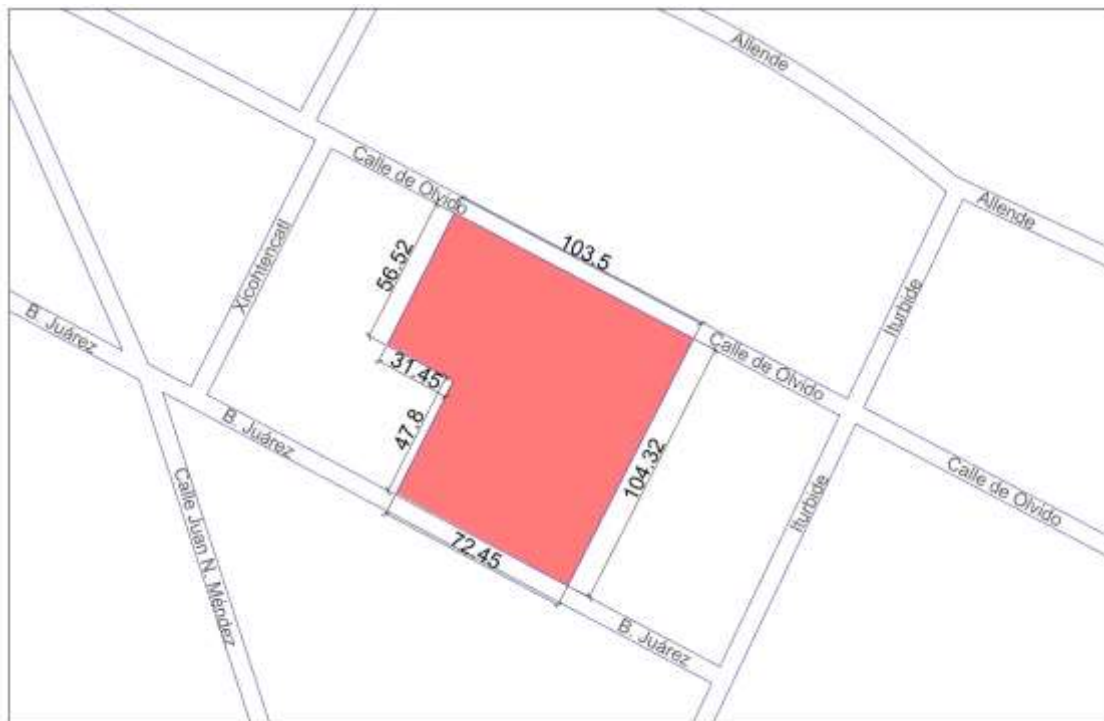 Allende
Calle de Olvido
Allende
103.5
56.52
Xicohtencatl
Iturbide
B. Juárez
Calle de Olvido
31.45
B. Juárez
47.8
104.32
Calle de Olvido
Iturbide
Calle Juan N. Méndez
72.45
B. Juárez